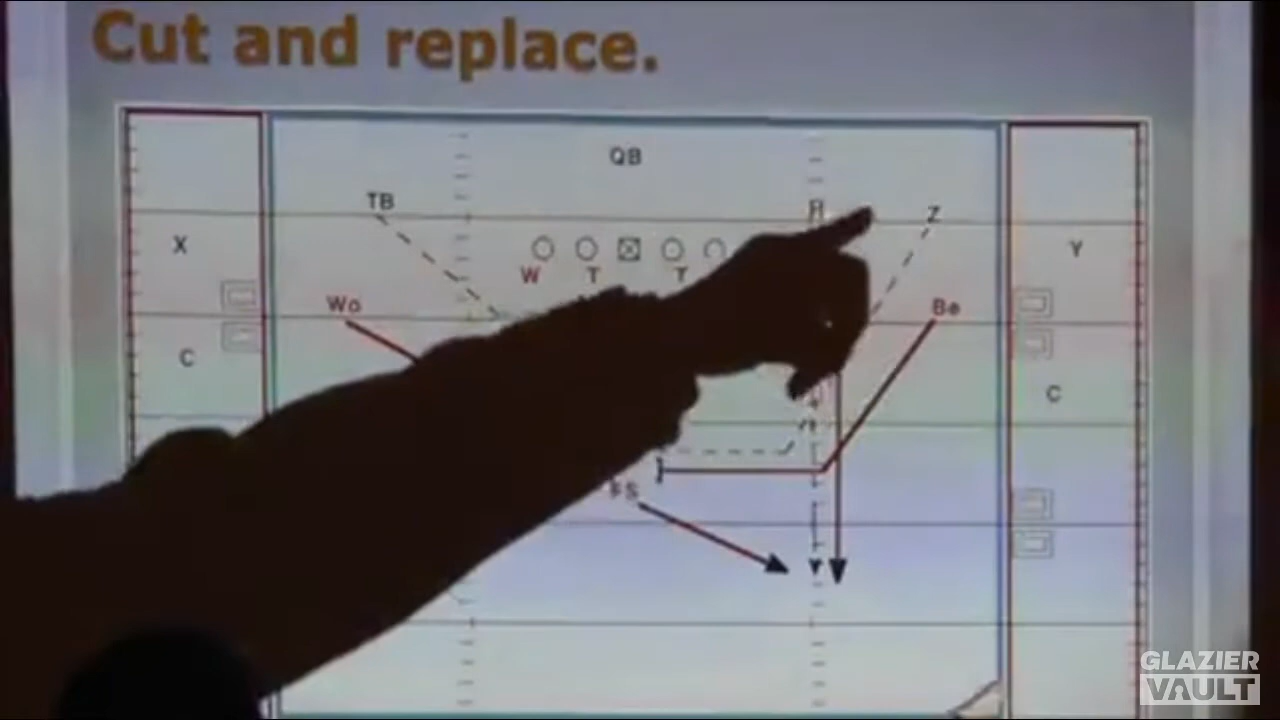 Cut and replace.
QB
TB
Z
X
Y
W T T
Wo
Be
C
C
FS
GLAZIER
VAULT